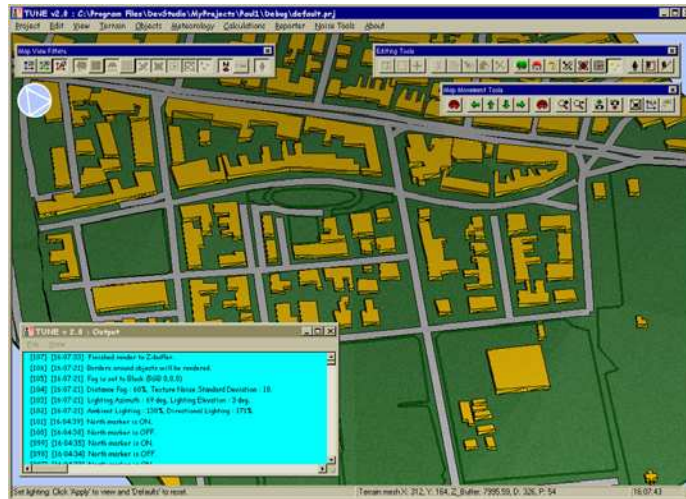 TUNE v2.0 : C:\Program Files\DevStudio\MyProjects\Paul1\Debug\default.prj
Project Edit View Terrain Objects Meteorology Calculations Reporter Noise Tools About
Map View Filters
Editing Tools
Map Movement Tools
TUNE v 2.0 : Output
File View
[107] [16:07:33] Finished render to Z-buffer.
[106] [16:07:21] Borders around objects will be rendered.
[105] [16:07:21] Fog is set to Black (RGB 0,0,0)
[104] [16:07:21] Distance Fog : 60%, Texture Noise Standard Deviation : 10.
[103] [16:07:21] Lighting Azimuth : 69 deg, Lighting Elevation : 3 deg.
[102] [16:07:21] Ambient Lighting : 130%, Directional Lighting : 171%.
[101] [16:04:39] North marker is ON.
[100] [16:04:38] North marker is OFF.
[099] [16:04:35] North marker is ON.
[098] [16:04:34] North marker is OFF.
Set lighting. Click 'Apply' to view and 'Defaults' to reset.
Terrain mesh X: 312, Y: 164, Z_Buffer: 7995.59, D: 326, P: 54
16:07:43